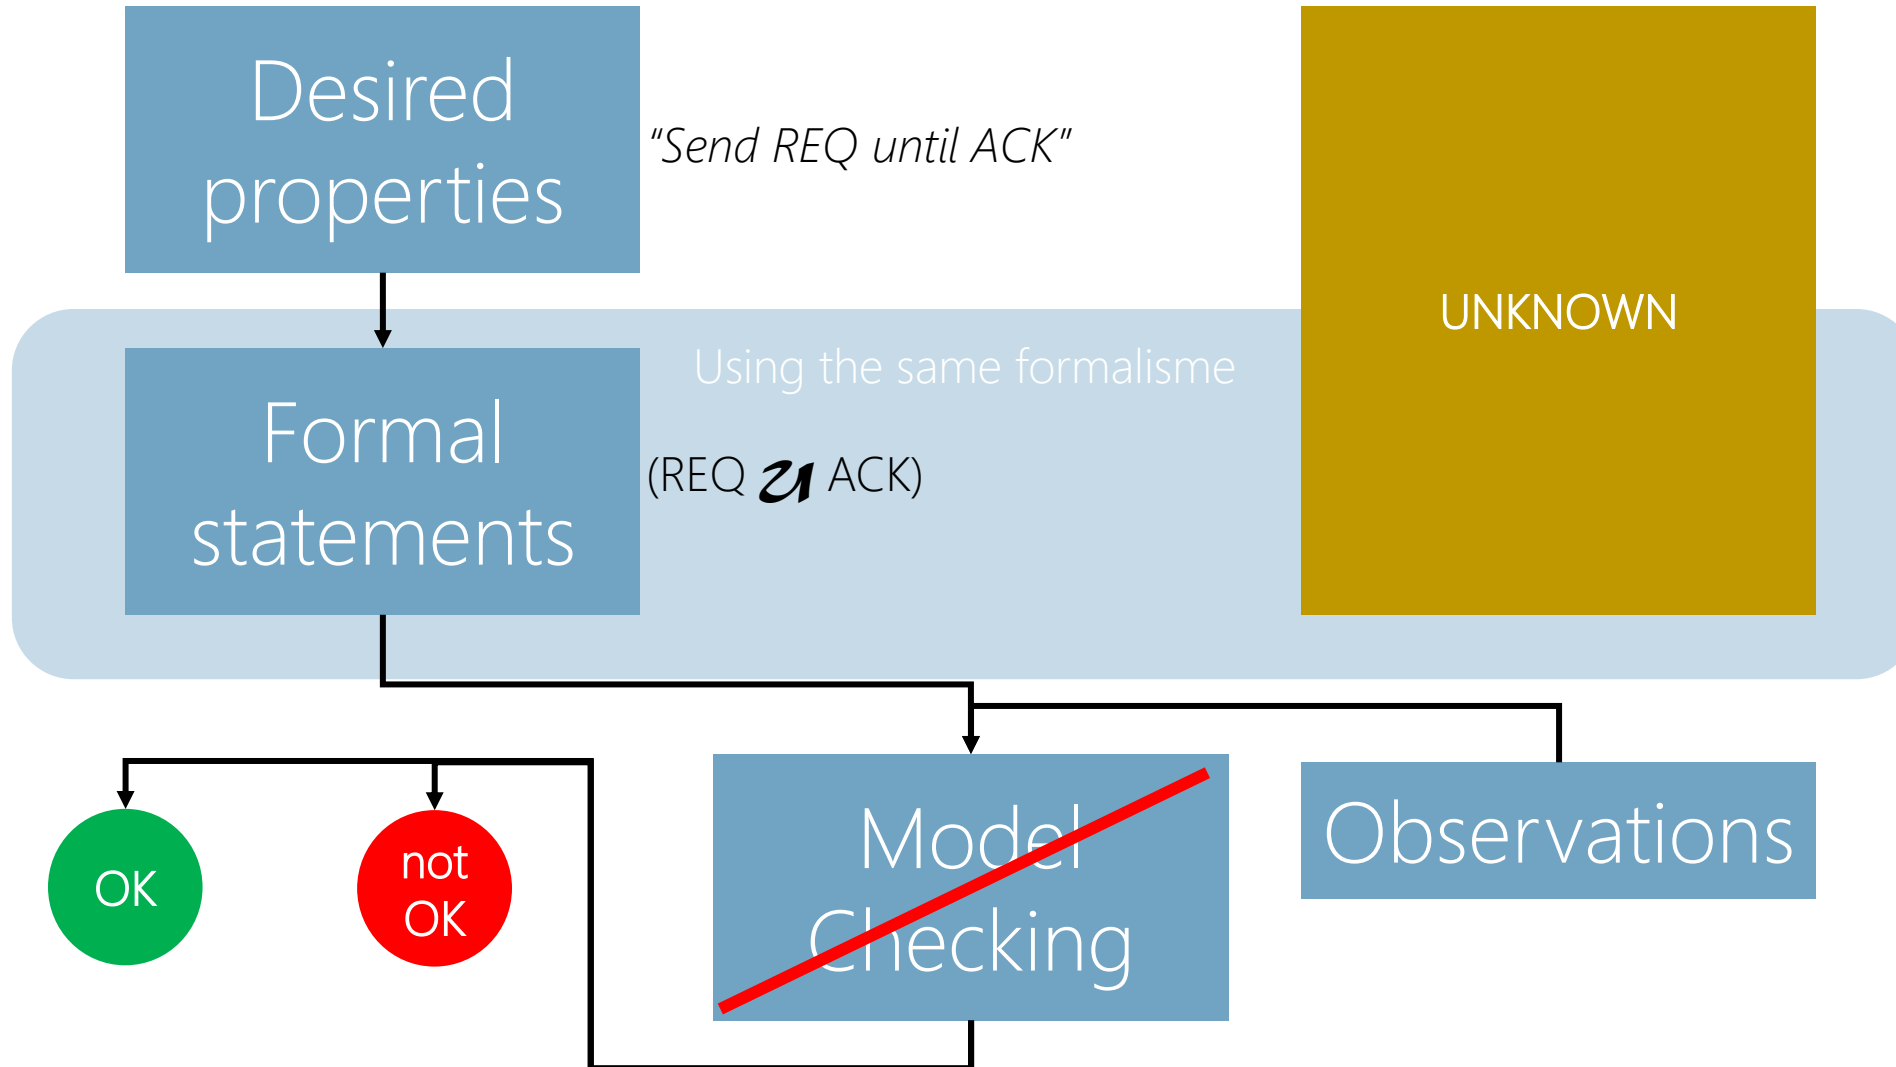 Desired
properties
“Send REQ until ACK”
UNKNOWN
Using the same formalisme
Formal
statements
(REQ 𝒰 ACK)
OK
not
OK
Model
Checking
Observations